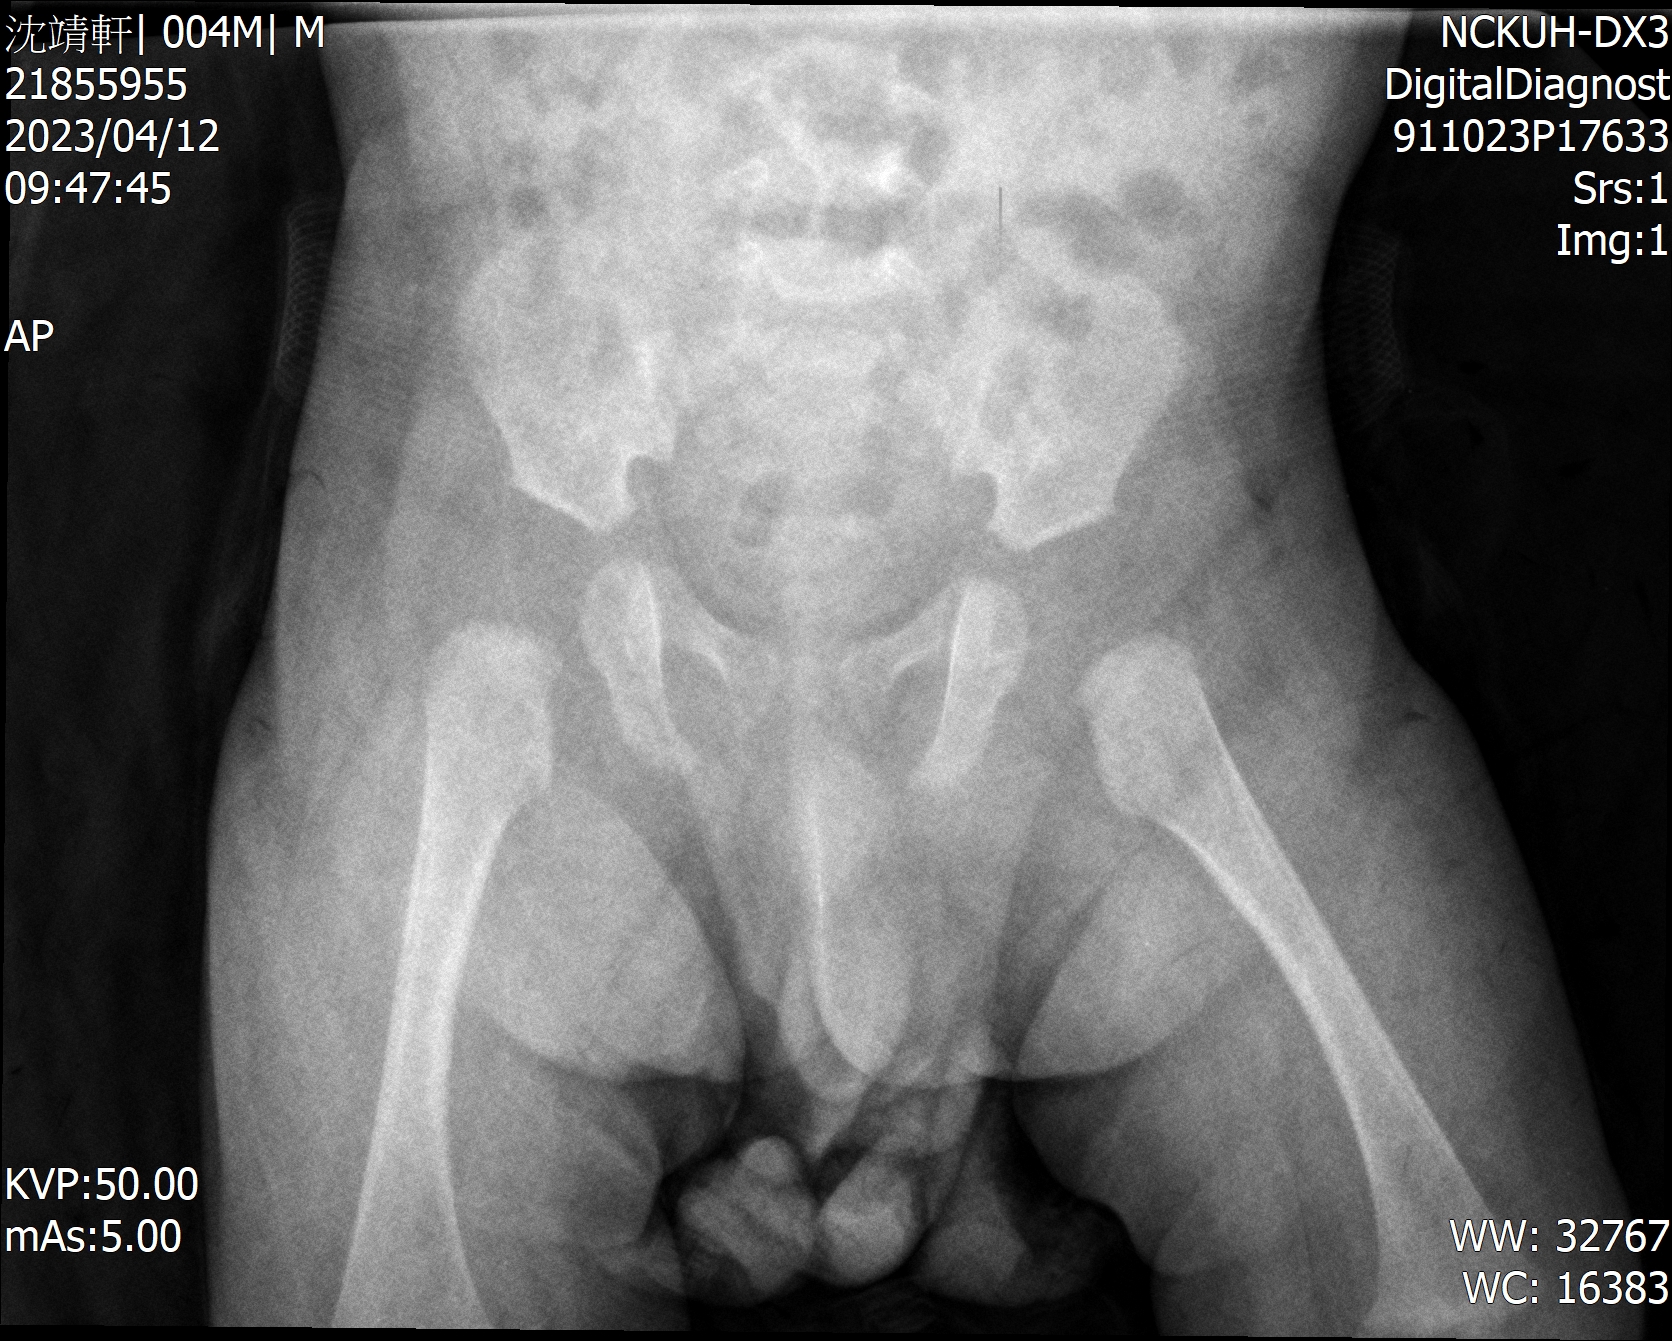 沈靖軒| 004M| M
21855955
2023/04/12
09:47:45
AP
NCKUH-DX3
DigitalDiagnost
911023P17633
Srs:1
Img:1
KVP:50.00
mAs:5.00
WW: 32767
WC: 16383